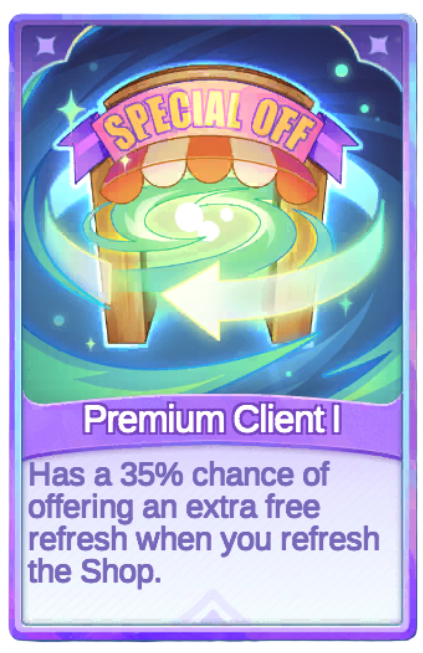 SPECIAL OFF
Premium Client I
Has a 35% chance of
offering an extra free
refresh when you refresh
the Shop.